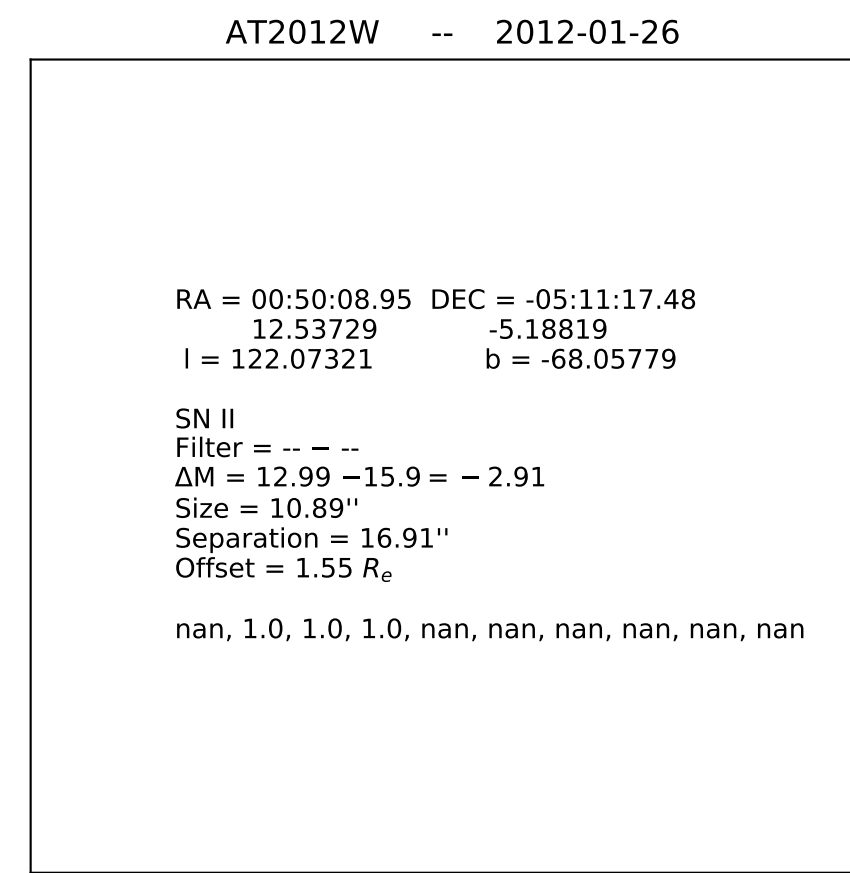 AT2012W -- 2012-01-26
RA = 00:50:08.95 DEC = -05:11:17.48
12.53729 -5.18819
l = 122.07321 b = -68.05779
SN II
Filter = -- − --
ΔM = 12.99 −15.9 = − 2.91
Size = 10.89''
Separation = 16.91''
Offset = 1.55 Re
nan, 1.0, 1.0, 1.0, nan, nan, nan, nan, nan, nan